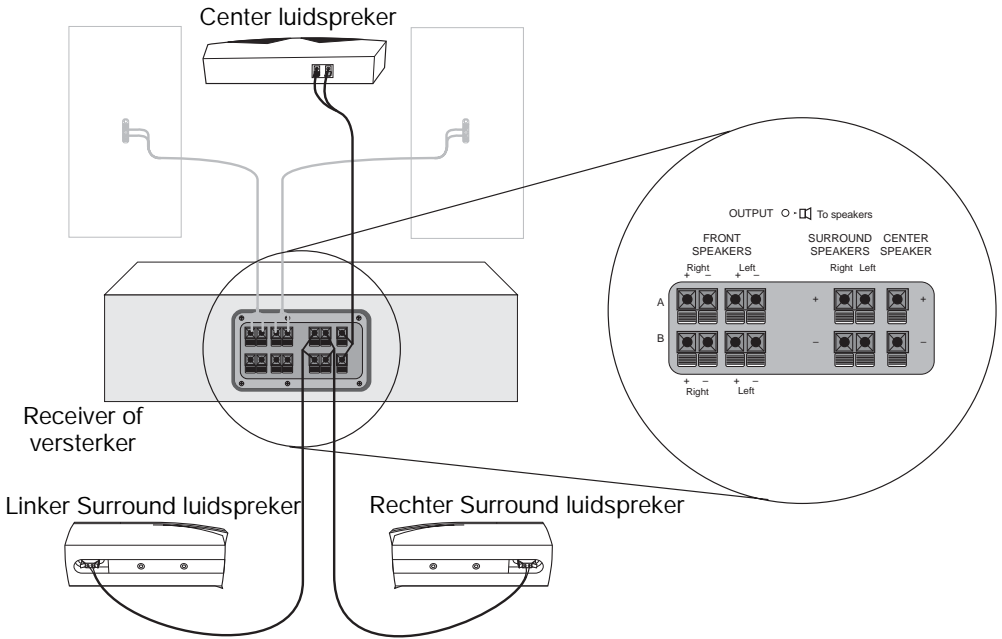 Center luidspreker
OUTPUT To speakers
FRONT SPEAKERS
SURROUND SPEAKERS
CENTER SPEAKER
Right Left
+ – + –
Right Left
A + +
B – –
+ – + –
Right Left
Receiver of
versterker
Linker Surround luidspreker
Rechter Surround luidspreker